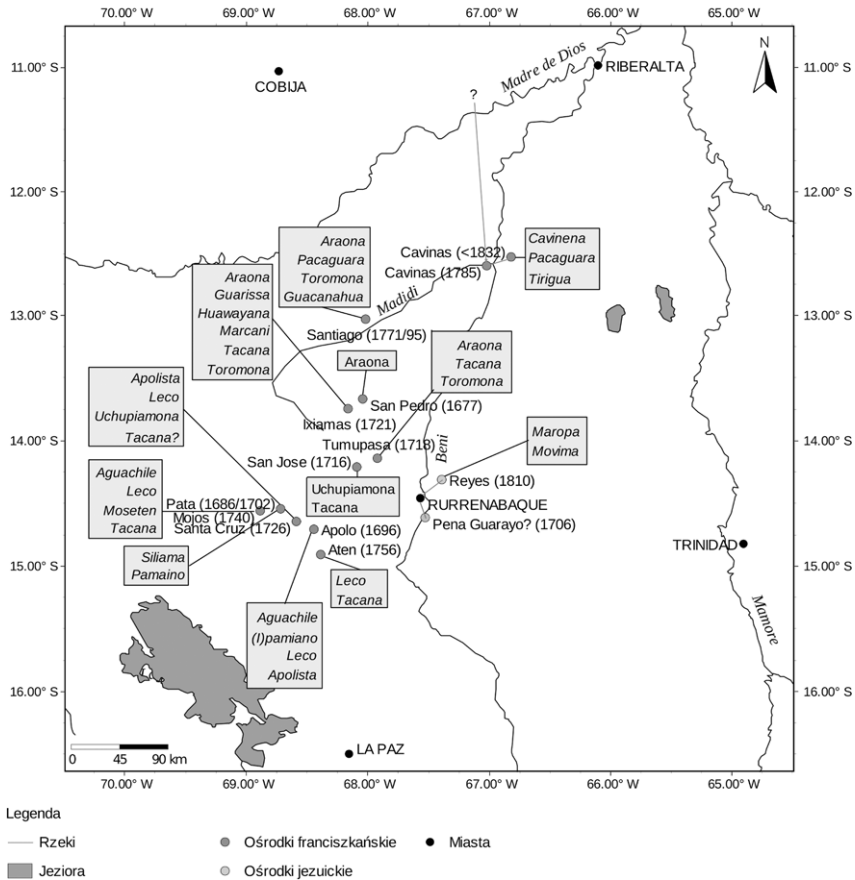 70.00° W 69.00° W 68.00° W 67.00° W 66.00° W 65.00° W
N
Madre de Dios
11.00° S
11.00° S
RIBERALTA
COBIJA
?
12.00° S
12.00° S
Araona
Pacaguara
Toromona
Guacanahua
Cavinas (<1832)
Cavinas (1785)
Cavinena
Pacaguara
Tirigua
Araona
Guarissa
Huawayana
Marcani
Tacana
Toromona
Madidi
13.00° S
13.00° S
Santiago (1771/95)
Araona
Araona
Tacana
Toromona
San Pedro (1677)
Ixiamas (1721)
Apolista
Leco
Uchupiamona
Tacana?
14.00° S
14.00° S
Tumupasa (1718)
Beni
Maropa
Movima
San Jose (1716)
Reyes (1810)
Aguachile
Leco
Moseten
Tacana
Uchupiamona
Tacana
Pata (1686/1702)
Mojos (1740)
Santa Cruz (1726)
RURRENABAQUE
Apolo (1696)
Pena Guarayo? (1706)
Aten (1756)
TRINIDAD
Siliama
Pamaino
15.00° S
15.00° S
Leco
Tacana
Mamore
Aguachile
(I)pamiano
Leco
Apolista
16.00° S
16.00° S
LA PAZ
0 45 90 km
70.00° W 69.00° W 68.00° W 67.00° W 66.00° W 65.00° W
Legenda
Rzeki
Ośrodki franciszkańskie
Miasta
Jeziora
Ośrodki jezuickie